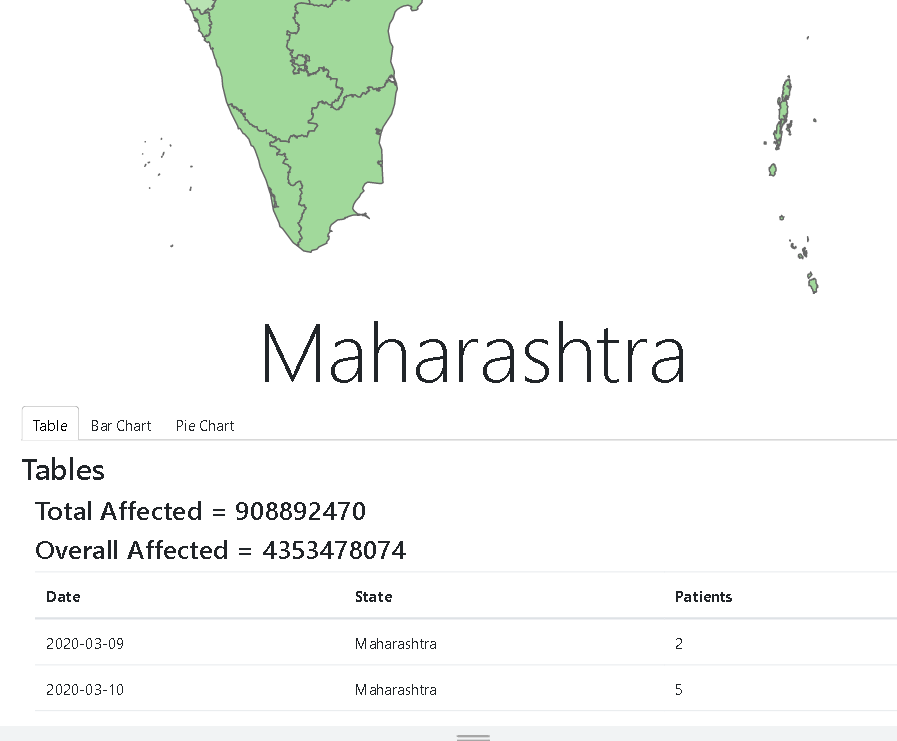 Maharashtra
Table Bar Chart Pie Chart
Tables
Total Affected = 908892470
Overall Affected = 4353478074
Date State Patients
2020-03-09 Maharashtra 2
2020-03-10 Maharashtra 5